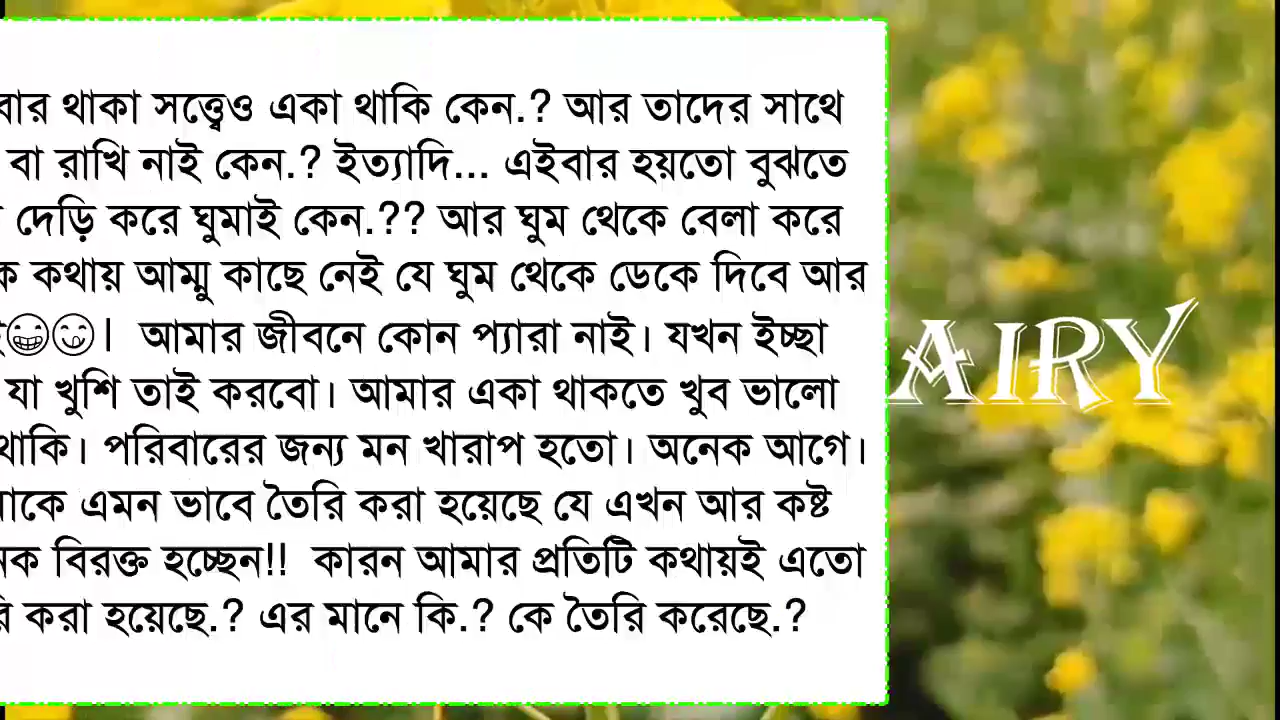 থাকা সত্ত্বেও একা থাকি কেন.? আর তাদের সাথে
বা রাখি নাই কেন.? ইত্যাদি... এইবার হয়তো বুঝতে
দেড়ি করে ঘুমাই কেন.?? আর ঘুম থেকে বেলা করে
কথায় আম্মু কাছে নেই যে ঘুম থেকে ডেকে দিবে আর
😁😋। আমার জীবনে কোন প্যারা নাই। যখন ইচ্ছা
যা খুশি তাই করবো। আমার একা থাকতে খুব ভালো
থাকি। পরিবারের জন্য মন খারাপ হতো। অনেক আগে।
এমন ভাবে তৈরি করা হয়েছে যে এখন আর কষ্ট
বিরক্ত হচ্ছেন!! কারন আমার প্রতিটি কথায়ই এতো
করা হয়েছে.? এর মানে কি.? কে তৈরি করেছে.?
AIRY